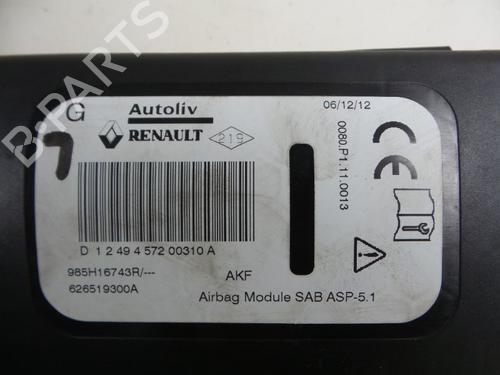 B-PARTS
G Autoliv 06/12/12
RENAULT 219
0080.P1.11.0013
CE
D 1 2 49 4 572 00310 A
985H16743R/---
626519300A
AKF
Airbag Module SAB ASP-5.1